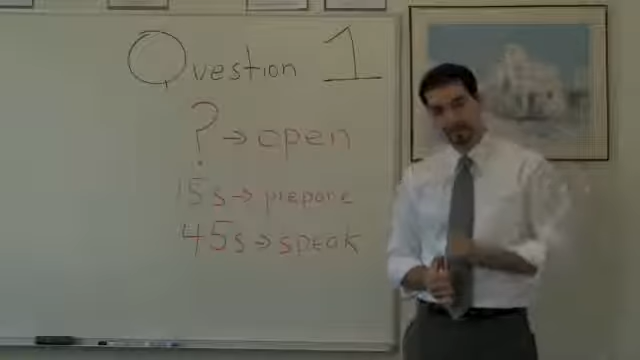 Question 1
? → open
15s → prepare
45s → speak